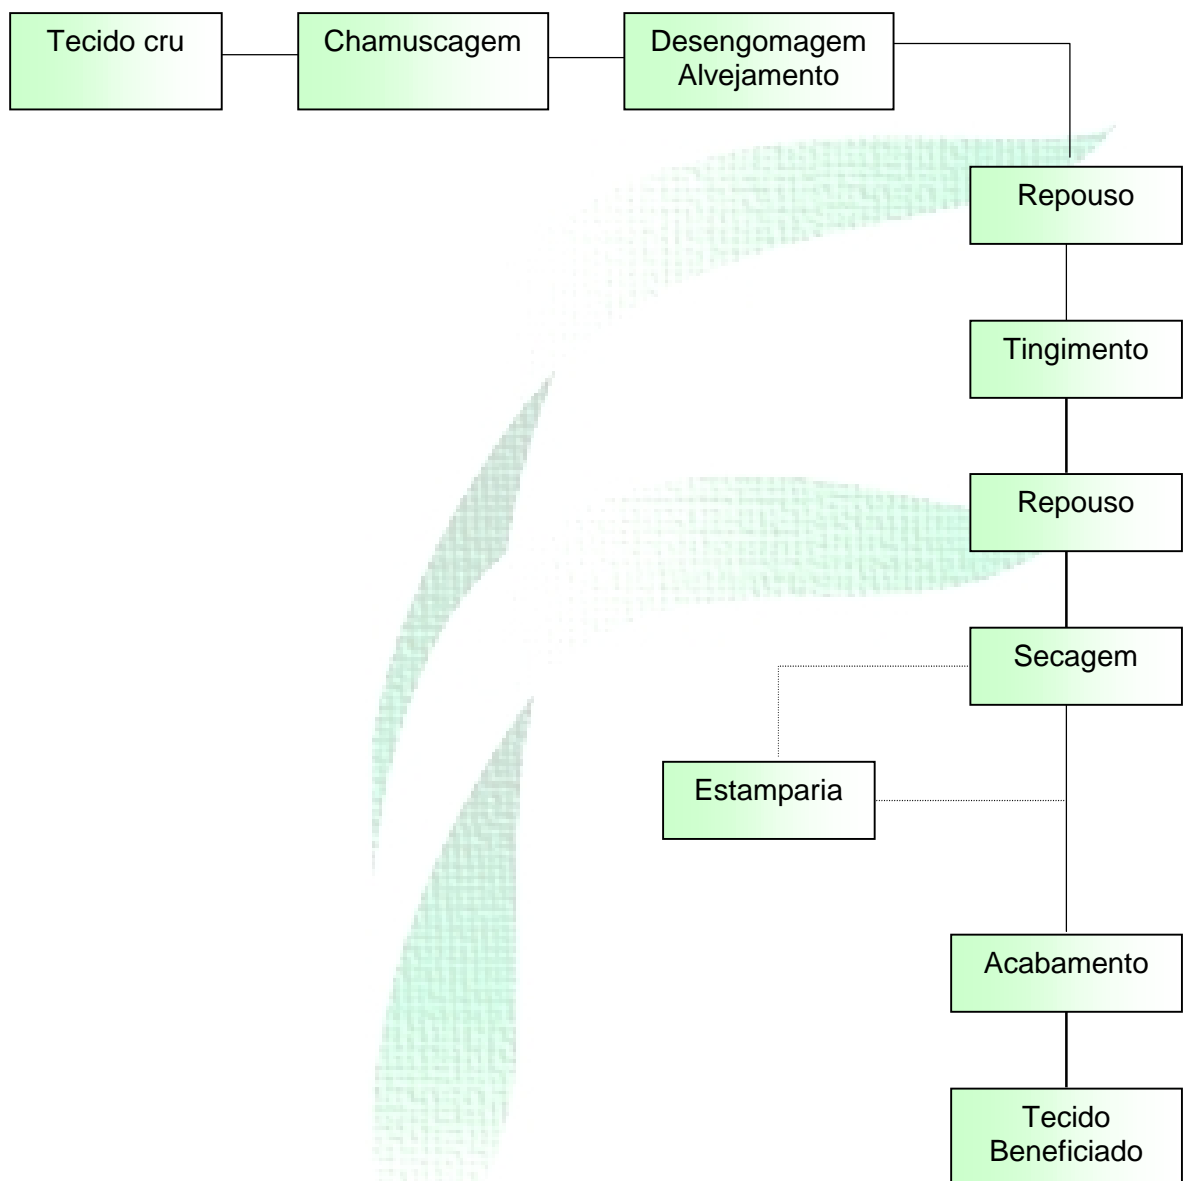 Tecido cru
Chamuscagem
Desengomagem
Alvejamento
Repouso
Tingimento
Repouso
Secagem
Estamparia
Acabamento
Tecido
Beneficiado